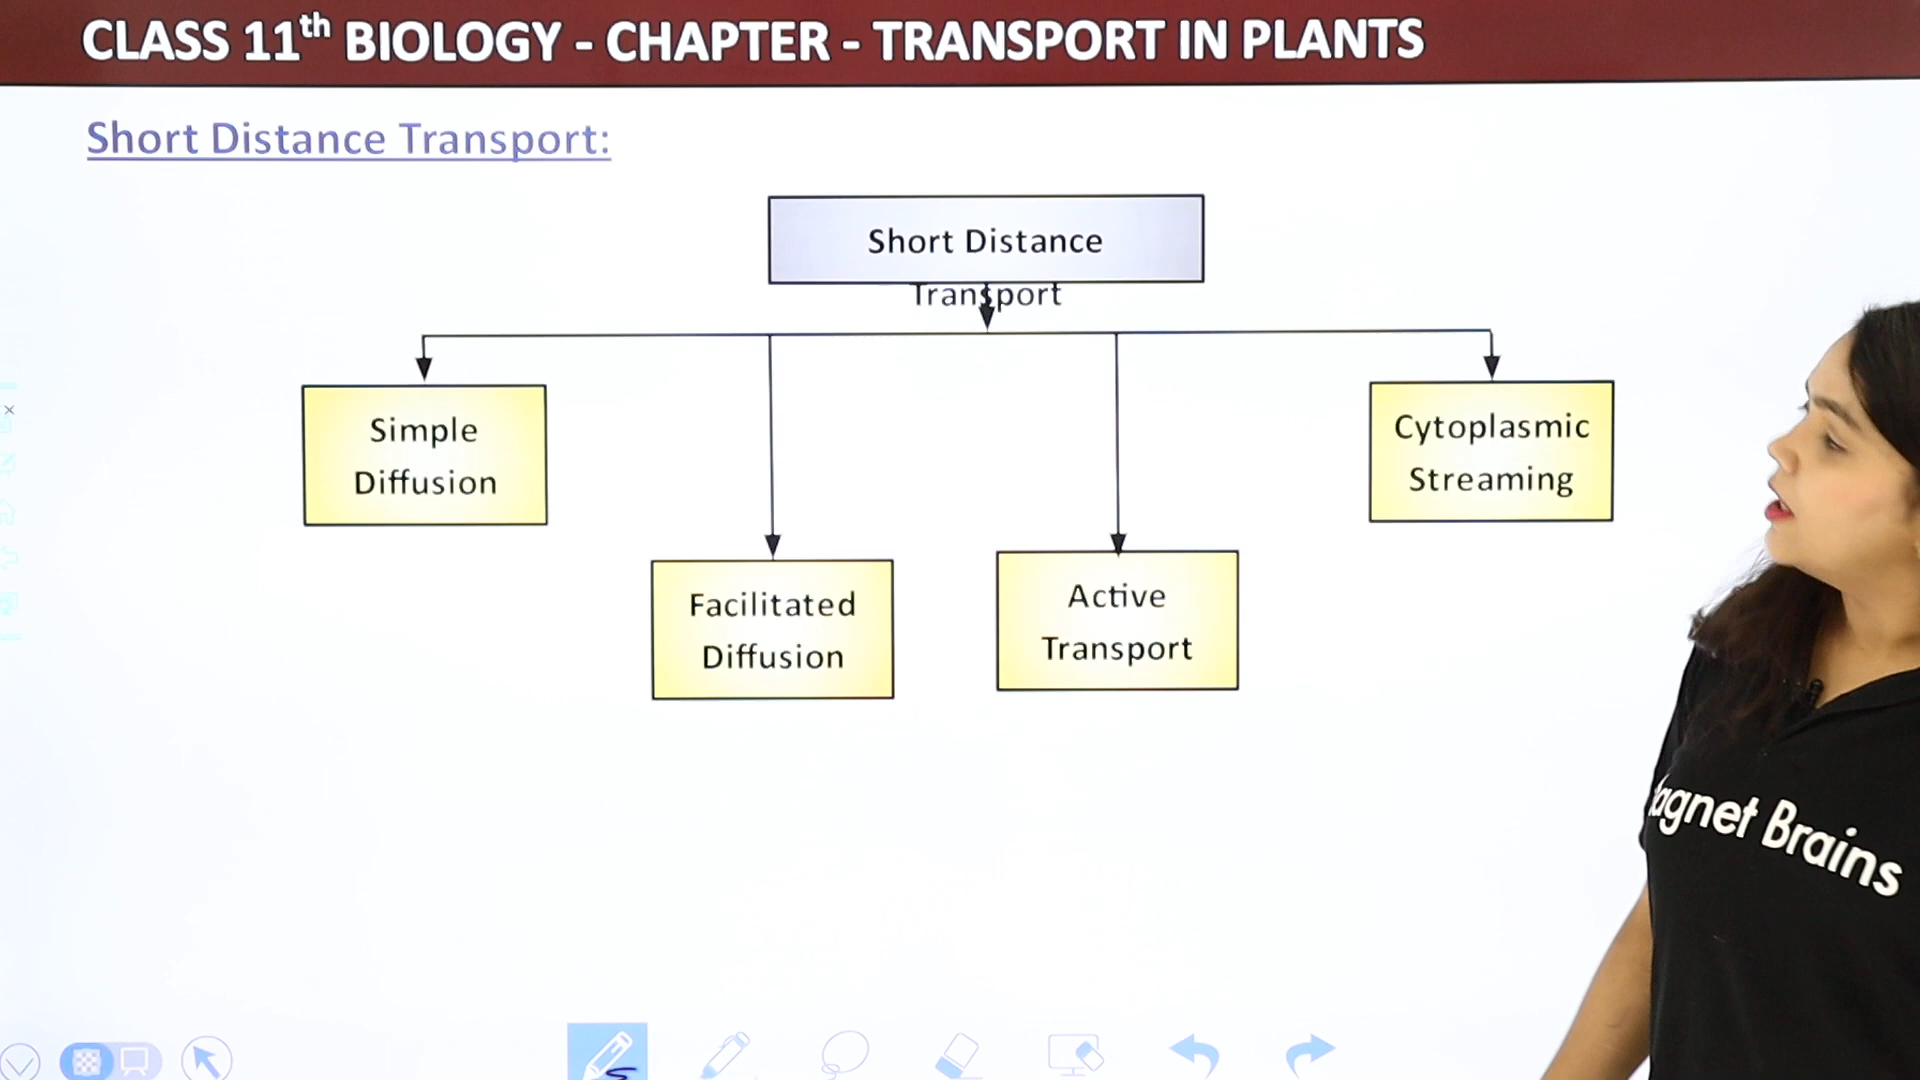 CLASS 11th BIOLOGY - CHAPTER - TRANSPORT IN PLANTS
Short Distance Transport:
Short Distance
Transport
Simple
Diffusion
Cytoplasmic
Streaming
Facilitated
Diffusion
Active
Transport
agnet Brains